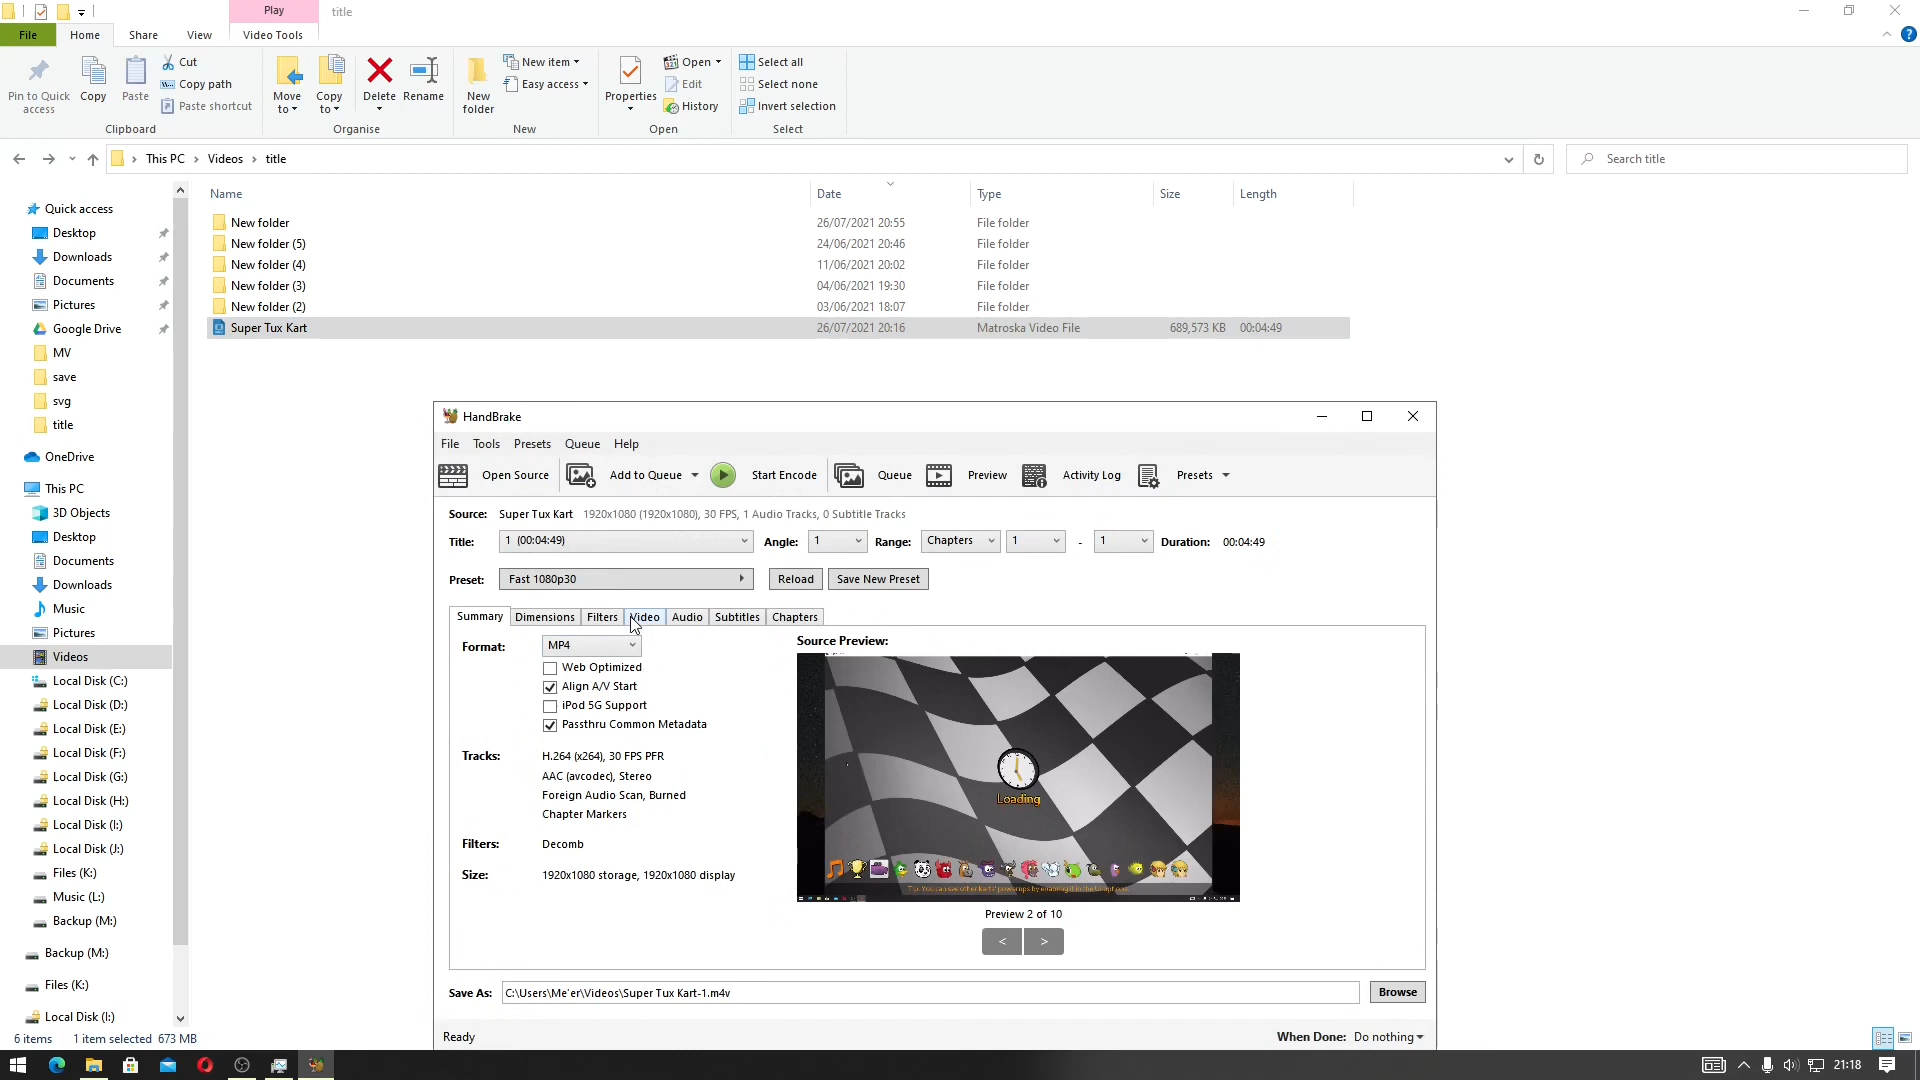 Play
title
File
Home
Share
View
Video Tools
Pin to Quick access
Copy
Paste
Cut
Copy path
Paste shortcut
Clipboard
Move to
Copy to
Delete
Rename
Organise
New folder
New item
Easy access
New
Properties
Open
Edit
History
Open
Select all
Select none
Invert selection
Select
This PC › Videos › title
Search title
Name Date Type Size Length
New folder 26/07/2021 20:55 File folder
New folder (5) 24/06/2021 20:46 File folder
New folder (4) 11/06/2021 20:02 File folder
New folder (3) 04/06/2021 19:30 File folder
New folder (2) 03/06/2021 18:07 File folder
Super Tux Kart 26/07/2021 20:16 Matroska Video File 689,573 KB 00:04:49
Quick access
Desktop
Downloads
Documents
Pictures
Google Drive
MV
save
svg
title
OneDrive
This PC
3D Objects
Desktop
Documents
Downloads
Music
Pictures
Videos
Local Disk (C:)
Local Disk (D:)
Local Disk (E:)
Local Disk (F:)
Local Disk (G:)
Local Disk (H:)
Local Disk (I:)
Local Disk (J:)
Files (K:)
Music (L:)
Backup (M:)
Backup (M:)
Files (K:)
Local Disk (I:)
6 items 1 item selected 673 MB
HandBrake
File Tools Presets Queue Help
Open Source Add to Queue Start Encode Queue Preview Activity Log Presets
Source: Super Tux Kart 1920x1080 (1920x1080), 30 FPS, 1 Audio Tracks, 0 Subtitle Tracks
Title: 1 (00:04:49) Angle: 1 Range: Chapters 1 - 1 Duration: 00:04:49
Preset: Fast 1080p30 Reload Save New Preset
Summary Dimensions Filters Video Audio Subtitles Chapters
Format: MP4
Web Optimized
Align A/V Start
iPod 5G Support
Passthru Common Metadata
Tracks: H.264 (x264), 30 FPS PFR
AAC (avcodec), Stereo
Foreign Audio Scan, Burned
Chapter Markers
Filters: Decomb
Size: 1920x1080 storage, 1920x1080 display
Source Preview:
Loading
Tip: You can see other karts' powerups by enabling it in the
Preview 2 of 10
< >
Save As: C:\Users\Me'er\Videos\Super Tux Kart-1.m4v Browse
Ready When Done: Do nothing
21:18